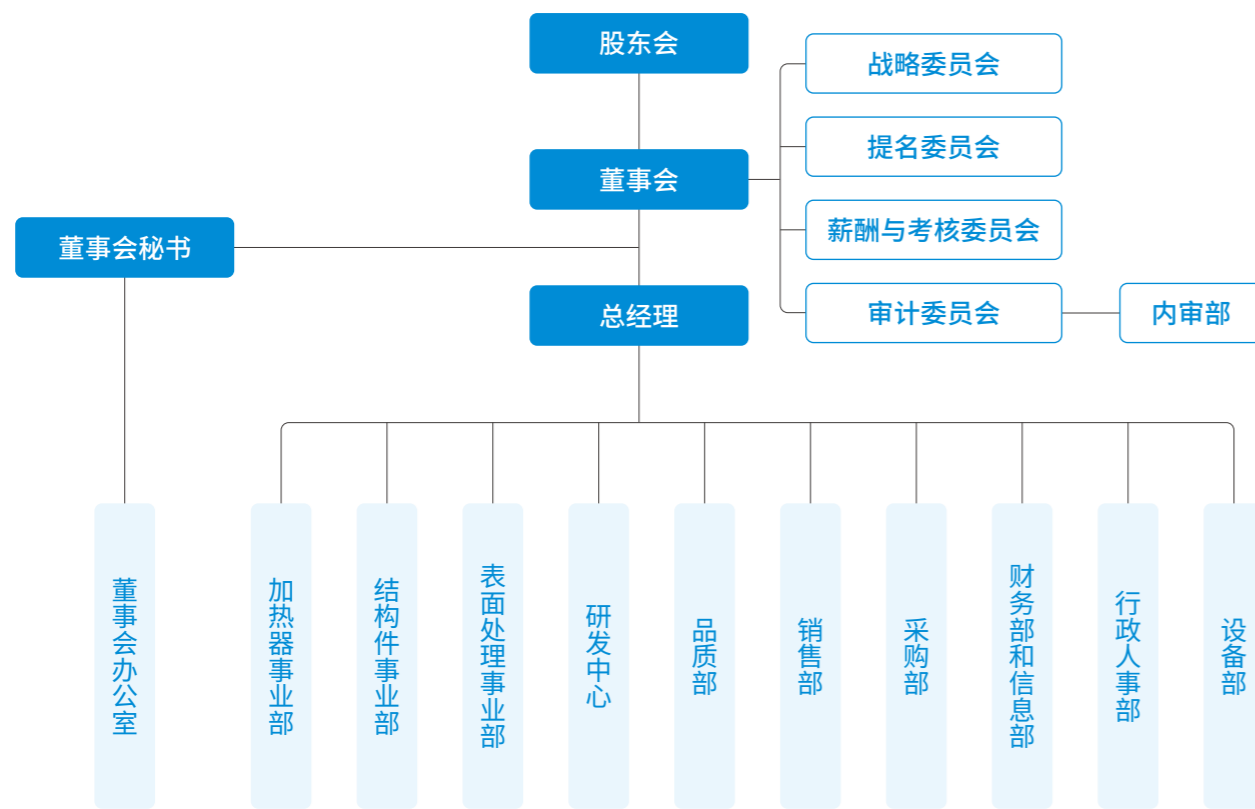 股东会
战略委员会
提名委员会
董事会
薪酬与考核委员会
董事会秘书
总经理
审计委员会
内审部
董事会办公室
加热器事业部
结构件事业部
表面处理事业部
研发中心
品质部
销售部
采购部
财务部和信息部
行政人事部
设备部